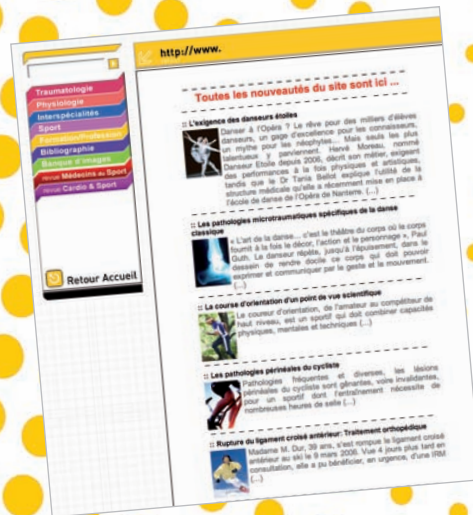 http://www.
Traumatologie
Physiologie
Interspécialités
Sport
Formation/Profession
Bibliographie
Banque d'images
revue Médecins du Sport
revue Cardio & Sport
Retour Accueil
Toutes les nouveautés du site sont ici ...
:: L'exigence des danseurs étoiles
Danser à l'Opéra ? Le rêve pour des milliers d'élèves
danseurs, un gage d'excellence pour les connaisseurs,
un mythe pour les néophytes... Mais seuls les plus
talentueux y parviennent. Hervé Moreau, nommé
Danseur Etoile depuis 2006, décrit son métier, exigeant
des performances à la fois physiques et artistiques,
tandis que le Dr Tarik Bellot explique l'utilité de la
structure médicale qu'elle a récemment mise en place à
l'école de danse de l'Opéra de Nanterre. (...)
:: Les pathologies microtraumatiques spécifiques de la danse
classique
« L'art de la danse... c'est le théâtre du corps où le corps
fournit à la fois le décor, l'action et le personnage », Paul
Guth. Le danseur répète, jusqu'à l'épuisement, dans le
dessein de rendre docile ce corps qui doit pouvoir
exprimer et communiquer par le geste et le mouvement.
(...)
:: La course d'orientation d'un point de vue scientifique
Le coureur d'orientation, de l'amateur au compétiteur de
haut niveau, est un sportif qui doit combiner capacités
physiques, mentales et techniques (...)
:: Les pathologies périnéales du cycliste
Pathologies fréquentes et diverses, les lésions
périnéales du cycliste sont gênantes, voire invalidantes,
pour un sportif dont l'entraînement nécessite de
nombreuses heures de selle (...)
:: Rupture du ligament croisé antérieur: Traitement orthopédique
Madame M. Dur, 39 ans, s'est rompue le ligament croisé
antérieur au ski le 9 mars 2006. Vue 4 jours plus tard en
consultation, elle a pu bénéficier, en urgence, d'une IRM
(...)